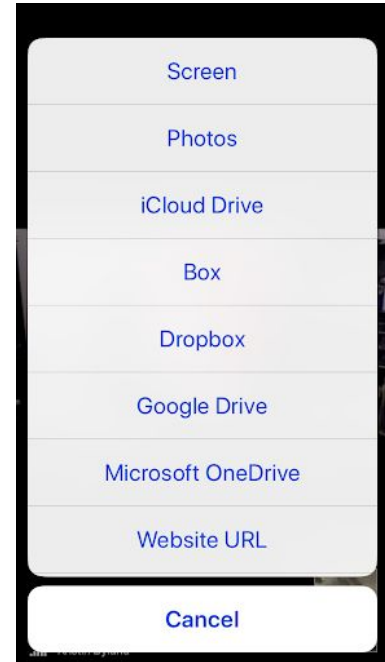 Screen
Photos
iCloud Drive
Box
Dropbox
Google Drive
Microsoft OneDrive
Website URL
Cancel